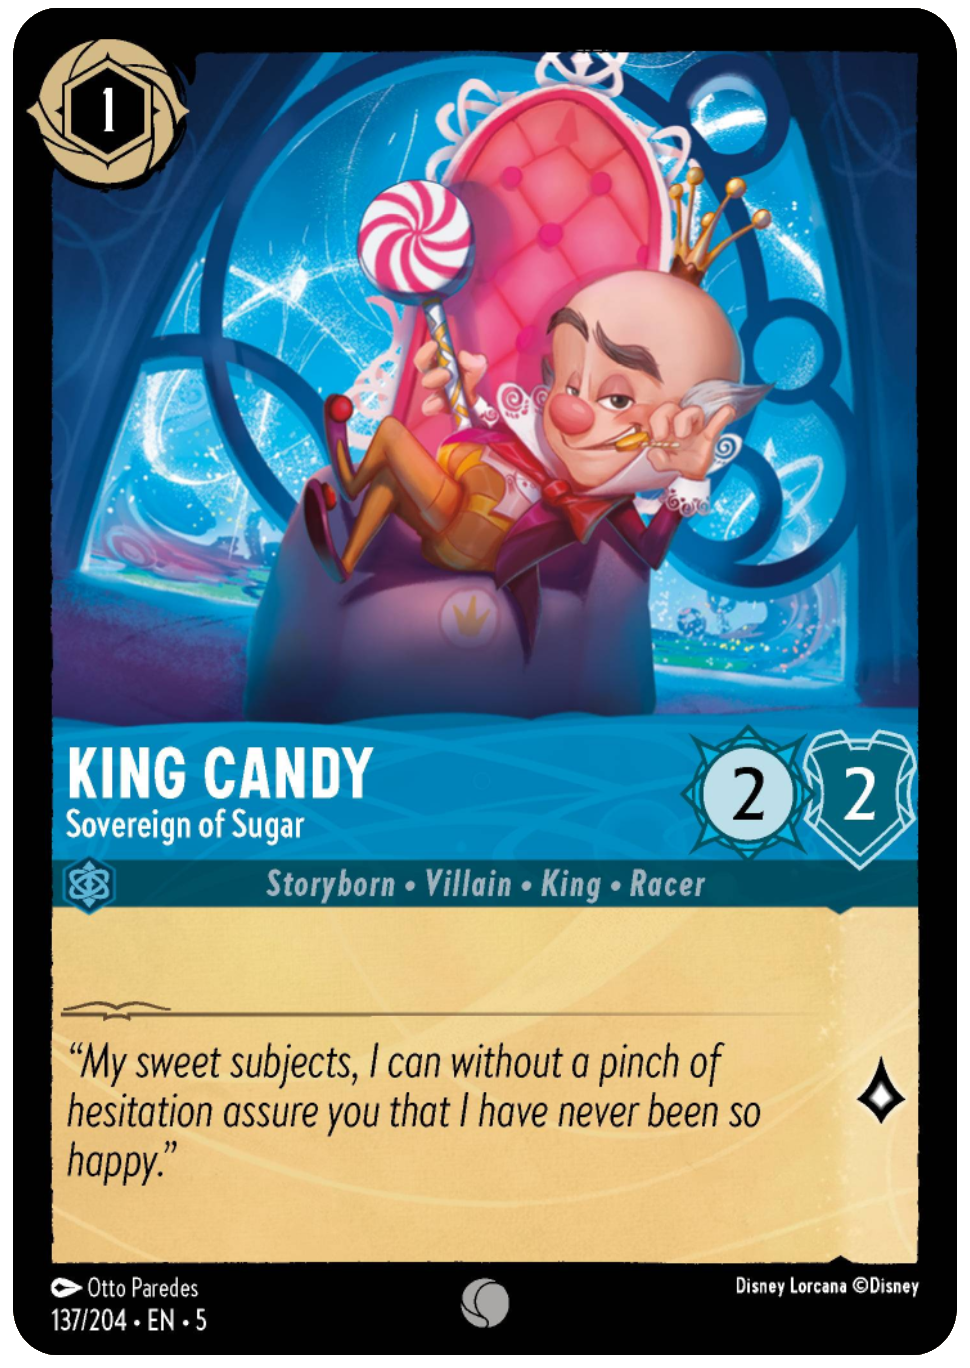 1
KING CANDY
Sovereign of Sugar
2
2
Storyborn • Villain • King • Racer
“My sweet subjects, I can without a pinch of
hesitation assure you that I have never been so
happy.”
Otto Paredes
137/204 • EN • 5
Disney Lorcana ©Disney